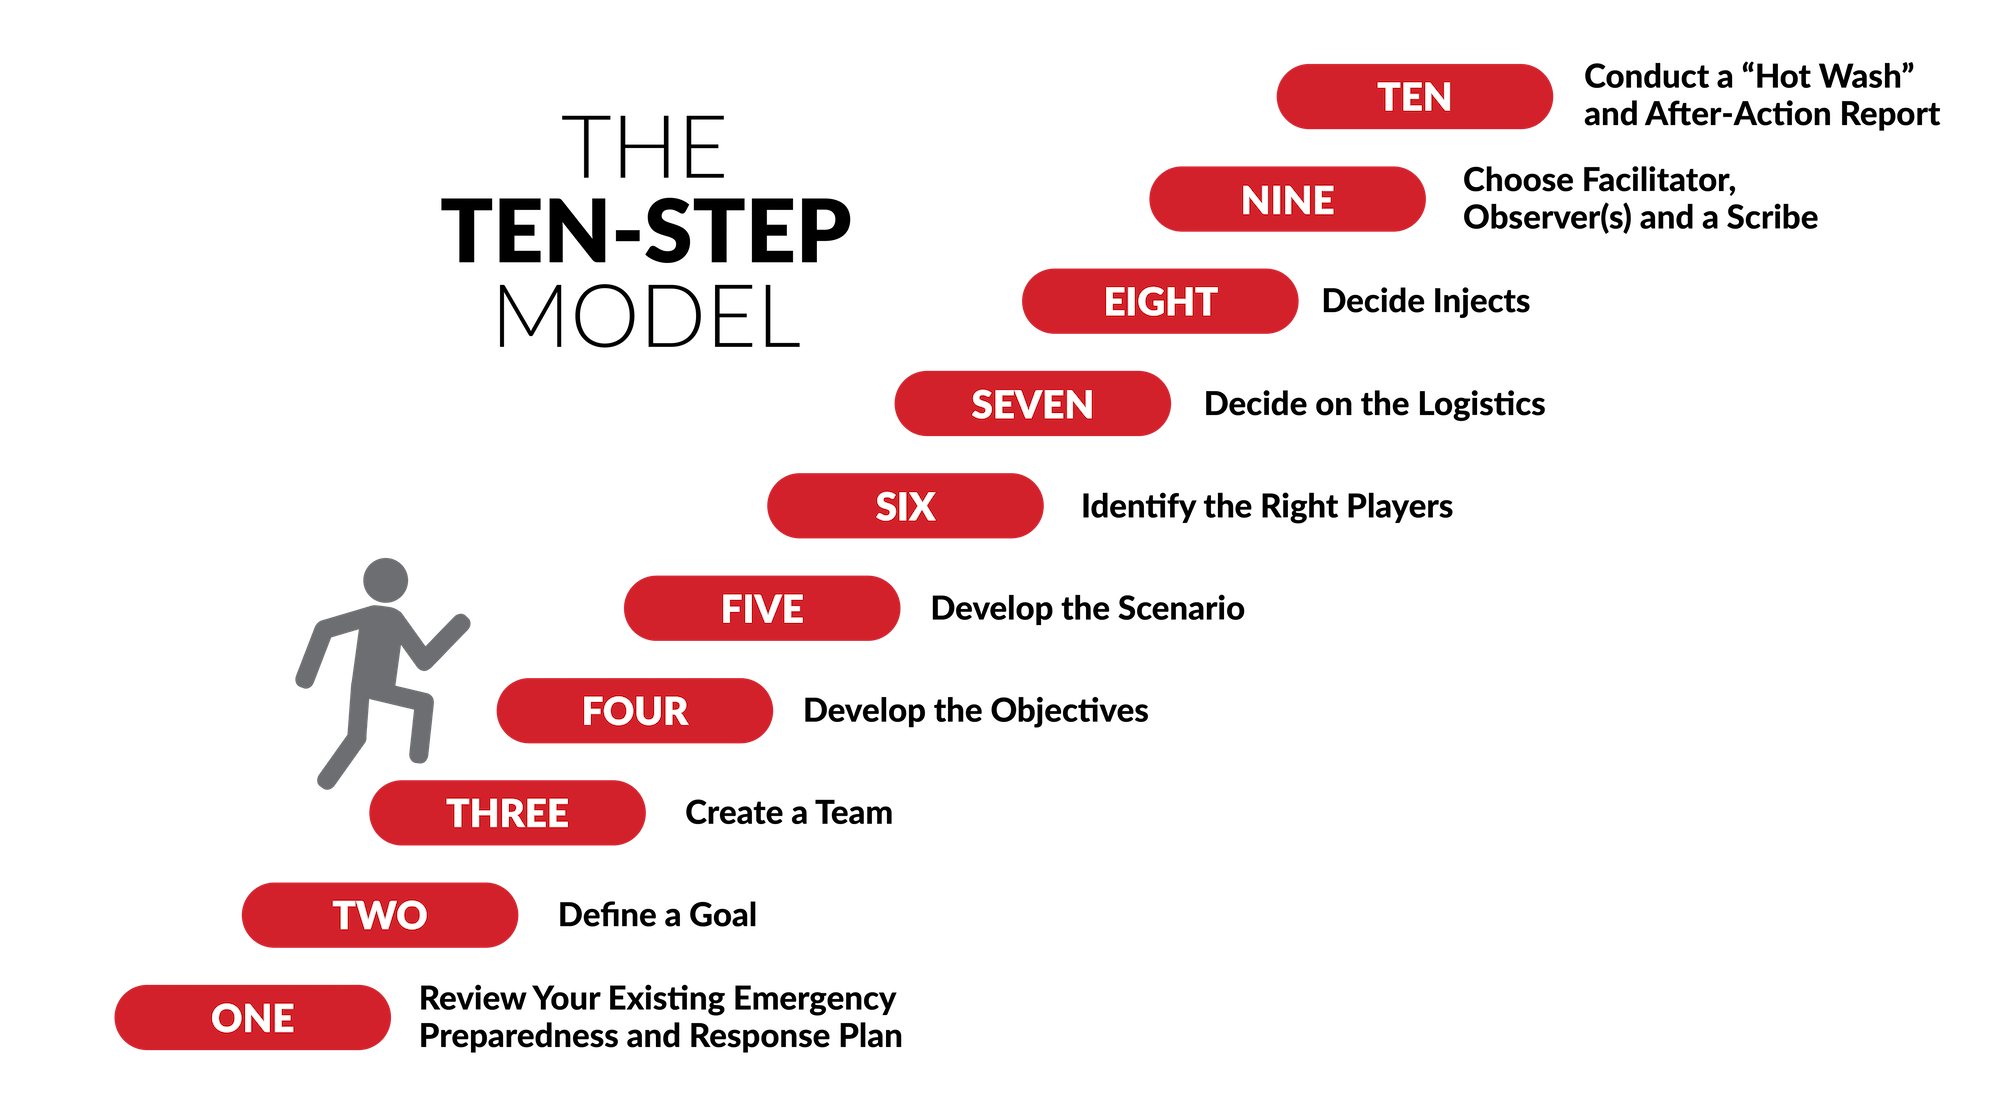 THE
TEN-STEP
MODEL
TEN
Conduct a “Hot Wash”
and After-Action Report
NINE
Choose Facilitator,
Observer(s) and a Scribe
EIGHT
Decide Injects
SEVEN
Decide on the Logistics
SIX
Identify the Right Players
FIVE
Develop the Scenario
FOUR
Develop the Objectives
THREE
Create a Team
TWO
Define a Goal
ONE
Review Your Existing Emergency
Preparedness and Response Plan